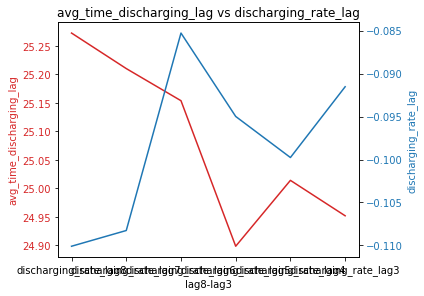 avg_time_discharging_lag vs discharging_rate_lag
avg_time_discharging_lag
25.25
25.20
25.15
25.10
25.05
25.00
24.95
24.90
−0.085
−0.090
−0.095
−0.100
−0.105
−0.110
discharging_rate_lag
discharging_rate_lag3
lag8-lag3